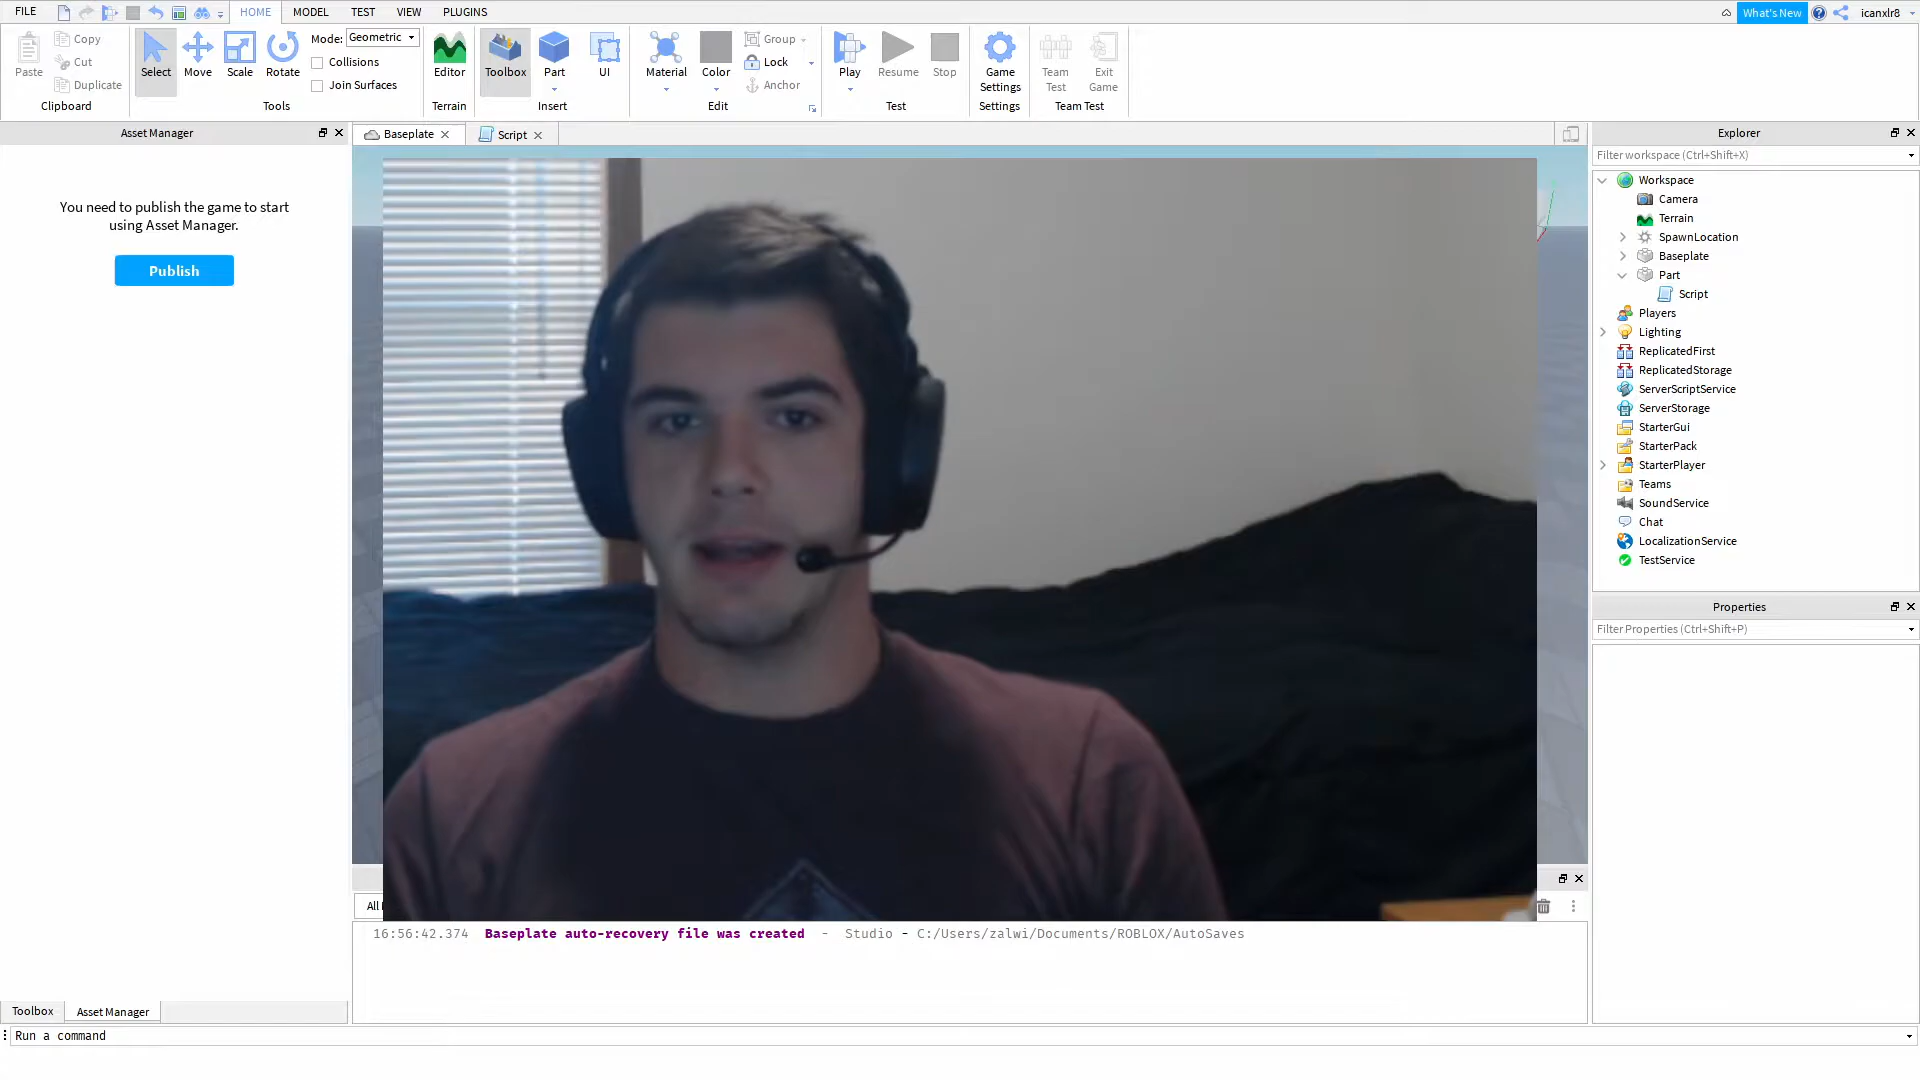 FILE HOME MODEL TEST VIEW PLUGINS What's New icanxlr8
Paste Copy Cut Duplicate Clipboard
Select Move Scale Rotate Mode: Geometric Collisions Join Surfaces Tools
Editor Terrain
Toolbox Part UI Insert
Material Color Group Lock Anchor Edit
Play Resume Stop Test
Game Settings Settings
Team Test Exit Game Team Test
Asset Manager
You need to publish the game to start
using Asset Manager.
Publish
Toolbox Asset Manager
Baseplate Script
All
16:56:42.374 Baseplate auto-recovery file was created - Studio - C:/Users/zalwi/Documents/ROBLOX/AutoSaves
Explorer
Filter workspace (Ctrl+Shift+X)
Workspace
Camera
Terrain
SpawnLocation
Baseplate
Part
Script
Players
Lighting
ReplicatedFirst
ReplicatedStorage
ServerScriptService
ServerStorage
StarterGui
StarterPack
StarterPlayer
Teams
SoundService
Chat
LocalizationService
TestService
Properties
Filter Properties (Ctrl+Shift+P)
Run a command